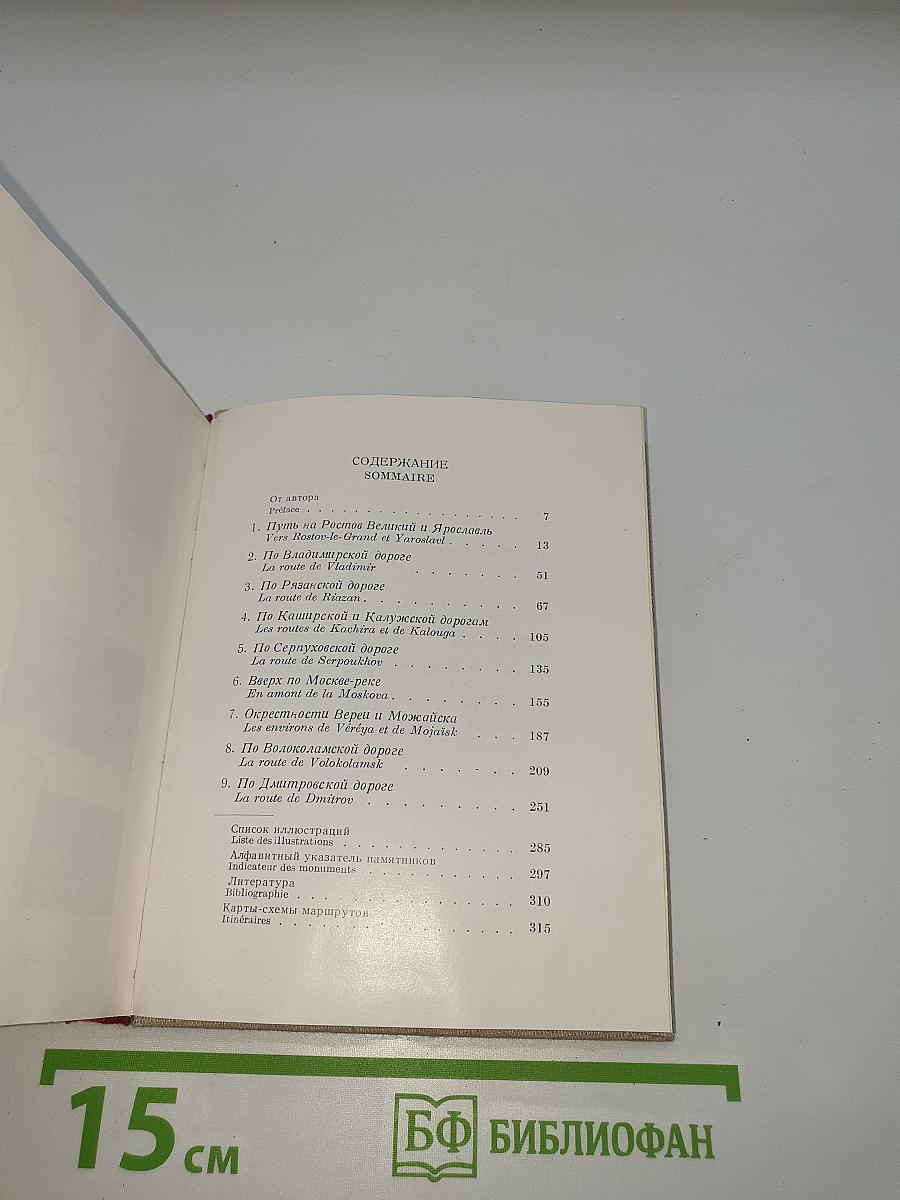 СОДЕРЖАНИЕ
SOMMAIRE
От автора
Préface . . . . . . . . . . . . . . . . . . 7
1. Путь на Ростов Великий и Ярославль
Vers Rostov-le-Grand et Yaroslavl . . . . . . 13
2. По Владимирской дороге
La route de Vladimir . . . . . . . 51
3. По Рязанской дороге
La route de Riazan . . . . . . . . . . . 67
4. По Каширской и Калужской дорогам
Les routes de Kachira et de Kalouga . . . . 105
5. По Серпуховской дороге
La route de Serpoukhov . . . . . . . . . 135
6. Вверх по Москве-реке
En amont de la Moskova . . . . . . . . . 155
7. Окрестности Вереи и Можайска
Les environs de Véréya et de Mojaïsk . . . 187
8. По Волоколамской дороге
La route de Volokolamsk . . . . . . . . 209
9. По Дмитровской дороге
La route de Dmitrov . . . . . . . . . . 251
Список иллюстраций
Liste des illustrations . . . . . . . . . . . 285
Алфавитный указатель памятников
Indicateur des monuments . . . . . . . . . . 297
Литература
Bibliographie . . . . . . . . . . . . . . 310
Карты-схемы маршрутов
Itinéraires . . . . . . . . . . . . . . . 315
15 см
БФ БИБЛИОФАН